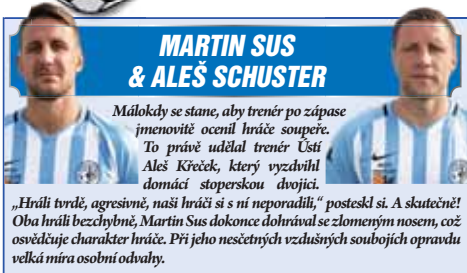 MARTIN SUS
& ALEŠ SCHUSTER
Málokdy se stane, aby trenér po zápase
jmenovitě ocenil hráče soupeře.
To právě udělal trenér Ústí
Aleš Křeček, který vyzdvihl
domácí stoperskou dvojici.
„Hráli tvrdě, agresivně, naši hráči si s ní neporadili,“ posteskl si. A skutečně!
Oba hráli bezchybně, Martin Sus dokonce dohrával se zlomeným nosem, což
osvědčuje charakter hráče. Při jeho nesčetných vzdušných soubojích opravdu
velká míra osobní odvahy.